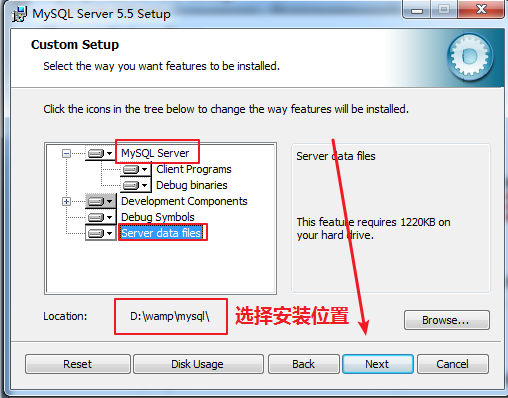 MySQL Server 5.5 Setup
Custom Setup
Select the way you want features to be installed.
Click the icons in the tree below to change the way features will be installed.
MySQL Server
Client Programs
Debug binaries
Development Components
Debug Symbols
Server data files
Server data files
This feature requires 1220KB on
your hard drive.
Location:
D:\wamp\mysql\
选择安装位置
Browse...
Reset
Disk Usage
Back
Next
Cancel